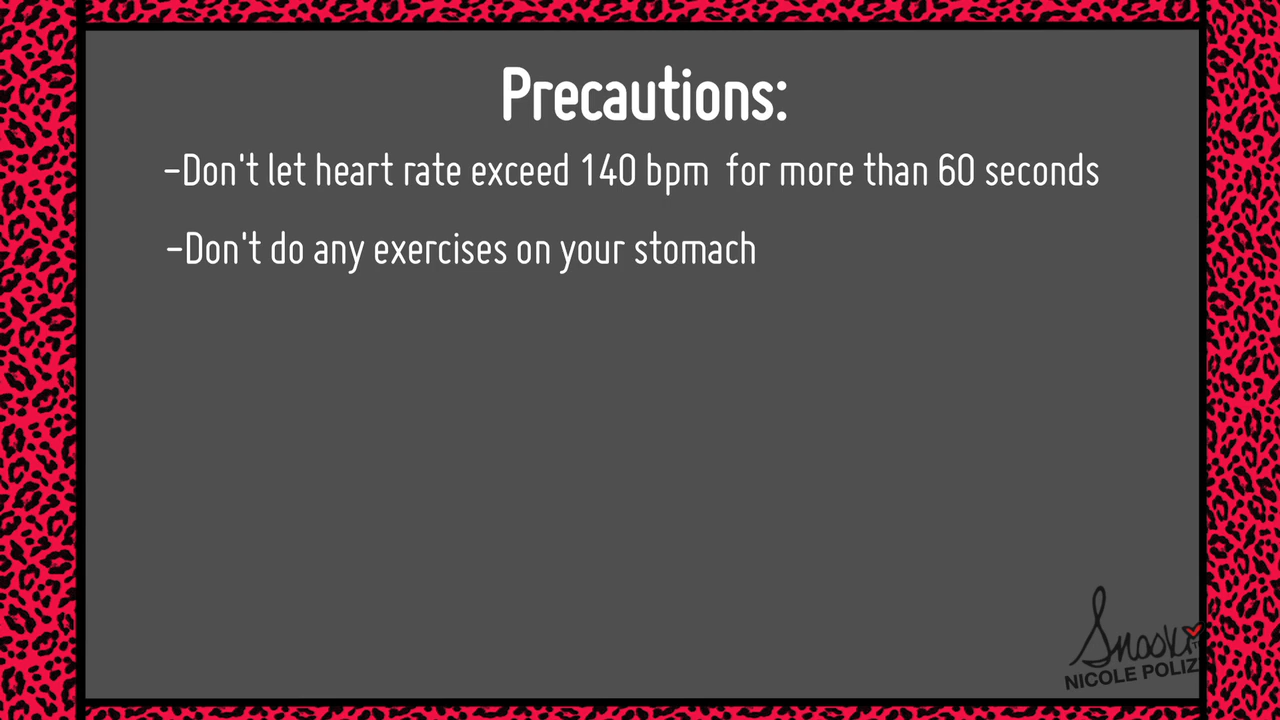 Precautions:
-Don't let heart rate exceed 140 bpm for more than 60 seconds
-Don't do any exercises on your stomach
Snooki
NICOLE POLIZ